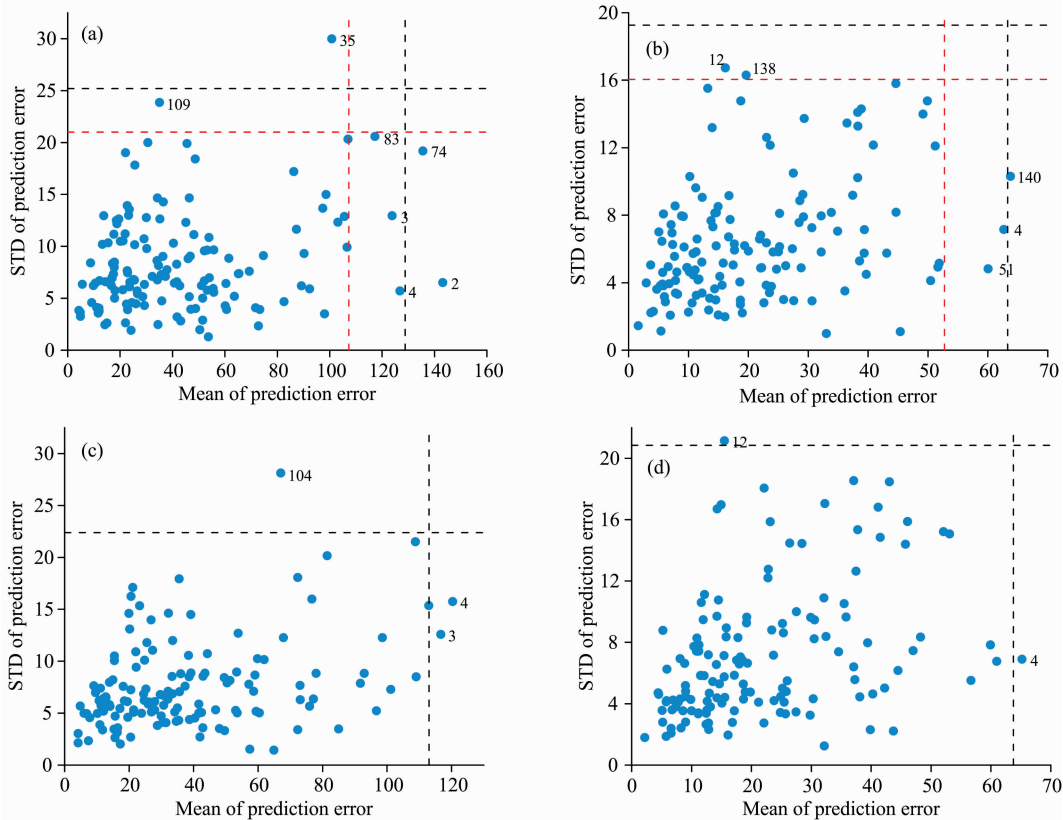 (a)
35
109
83
74
3
2
4
30
25
20
15
10
5
0
STD of prediction error
0 20 40 60 80 100 120 140 160
Mean of prediction error
(b)
12
138
140
4
51
20
16
12
8
4
0
STD of prediction error
0 10 20 30 40 50 60 70
Mean of prediction error
(c)
104
4
3
30
25
20
15
10
5
0
STD of prediction error
0 20 40 60 80 100 120
Mean of prediction error
12
(d)
4
20
16
12
8
4
0
STD of prediction error
0 10 20 30 40 50 60 70
Mean of prediction error